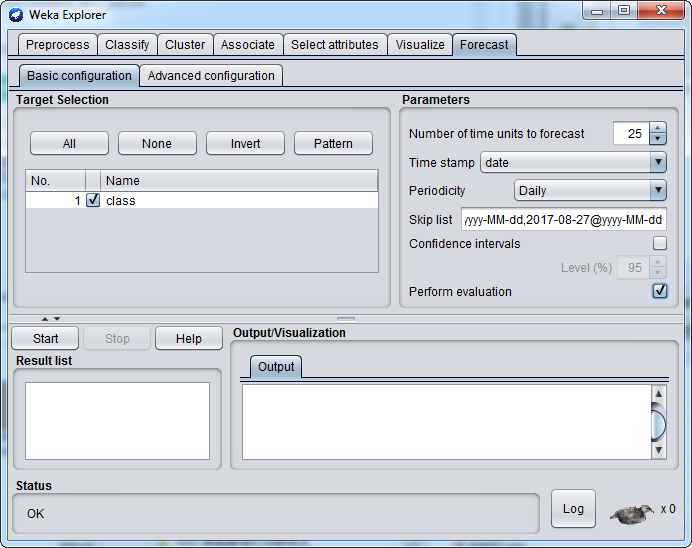 Weka Explorer
Preprocess Classify Cluster Associate Select attributes Visualize Forecast
Basic configuration Advanced configuration
Target Selection
All None Invert Pattern
No. Name
1 class
Parameters
Number of time units to forecast 25
Time stamp date
Periodicity Daily
Skip list yyyy-MM-dd,2017-08-27@yyyy-MM-dd
Confidence intervals
Level (%) 95
Perform evaluation
Start Stop Help
Result list
Output/Visualization
Output
Status
OK
Log x 0